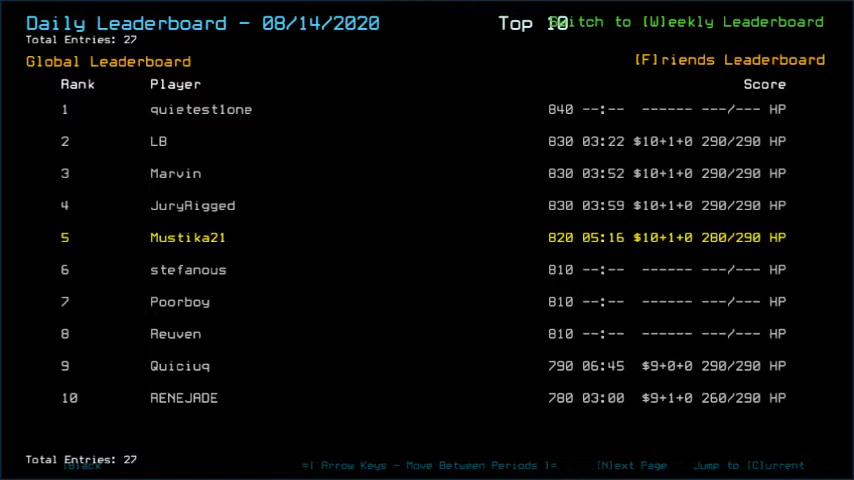 Daily Leaderboard - 08/14/2020 Top 10 Switch to [W]eekly Leaderboard
Total Entries: 27
Global Leaderboard [F]riends Leaderboard
Rank Player Score
1 quietest1one 840 --:-- ------ ---/--- HP
2 LB 830 03:22 $10+1+0 290/290 HP
3 Marvin 830 03:52 $10+1+0 290/290 HP
4 JuryRigged 830 03:59 $10+1+0 290/290 HP
5 Mustika21 820 05:16 $10+1+0 280/290 HP
6 stefanous 810 --:-- ------ ---/--- HP
7 Poorboy 810 --:-- ------ ---/--- HP
8 Reuven 810 --:-- ------ ---/--- HP
9 Quiciuq 790 06:45 $9+0+0 290/290 HP
10 RENEJADE 780 03:00 $9+1+0 260/290 HP
Total Entries: 27
[B]ack =[ Arrow Keys - Move Between Periods ]= [N]ext Page Jump to [C]urrent